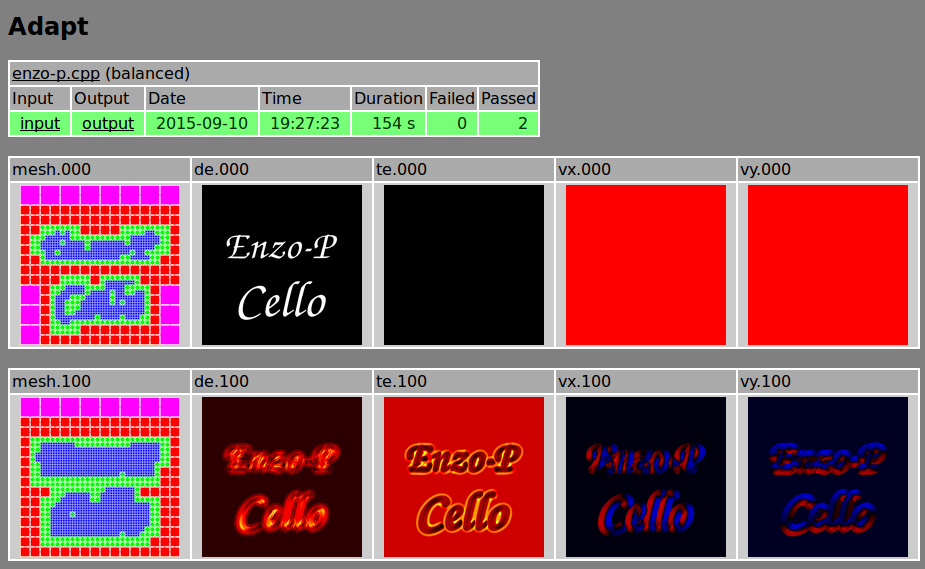 Adapt
enzo-p.cpp (balanced)
Input Output Date Time Duration Failed Passed
input output 2015-09-10 19:27:23 154 s 0 2
mesh.000 de.000 te.000 vx.000 vy.000
Enzo-P
Cello
mesh.100 de.100 te.100 vx.100 vy.100
Enzo-P Enzo-P Enzo-P Enzo-P
Cello Cello Cello Cello